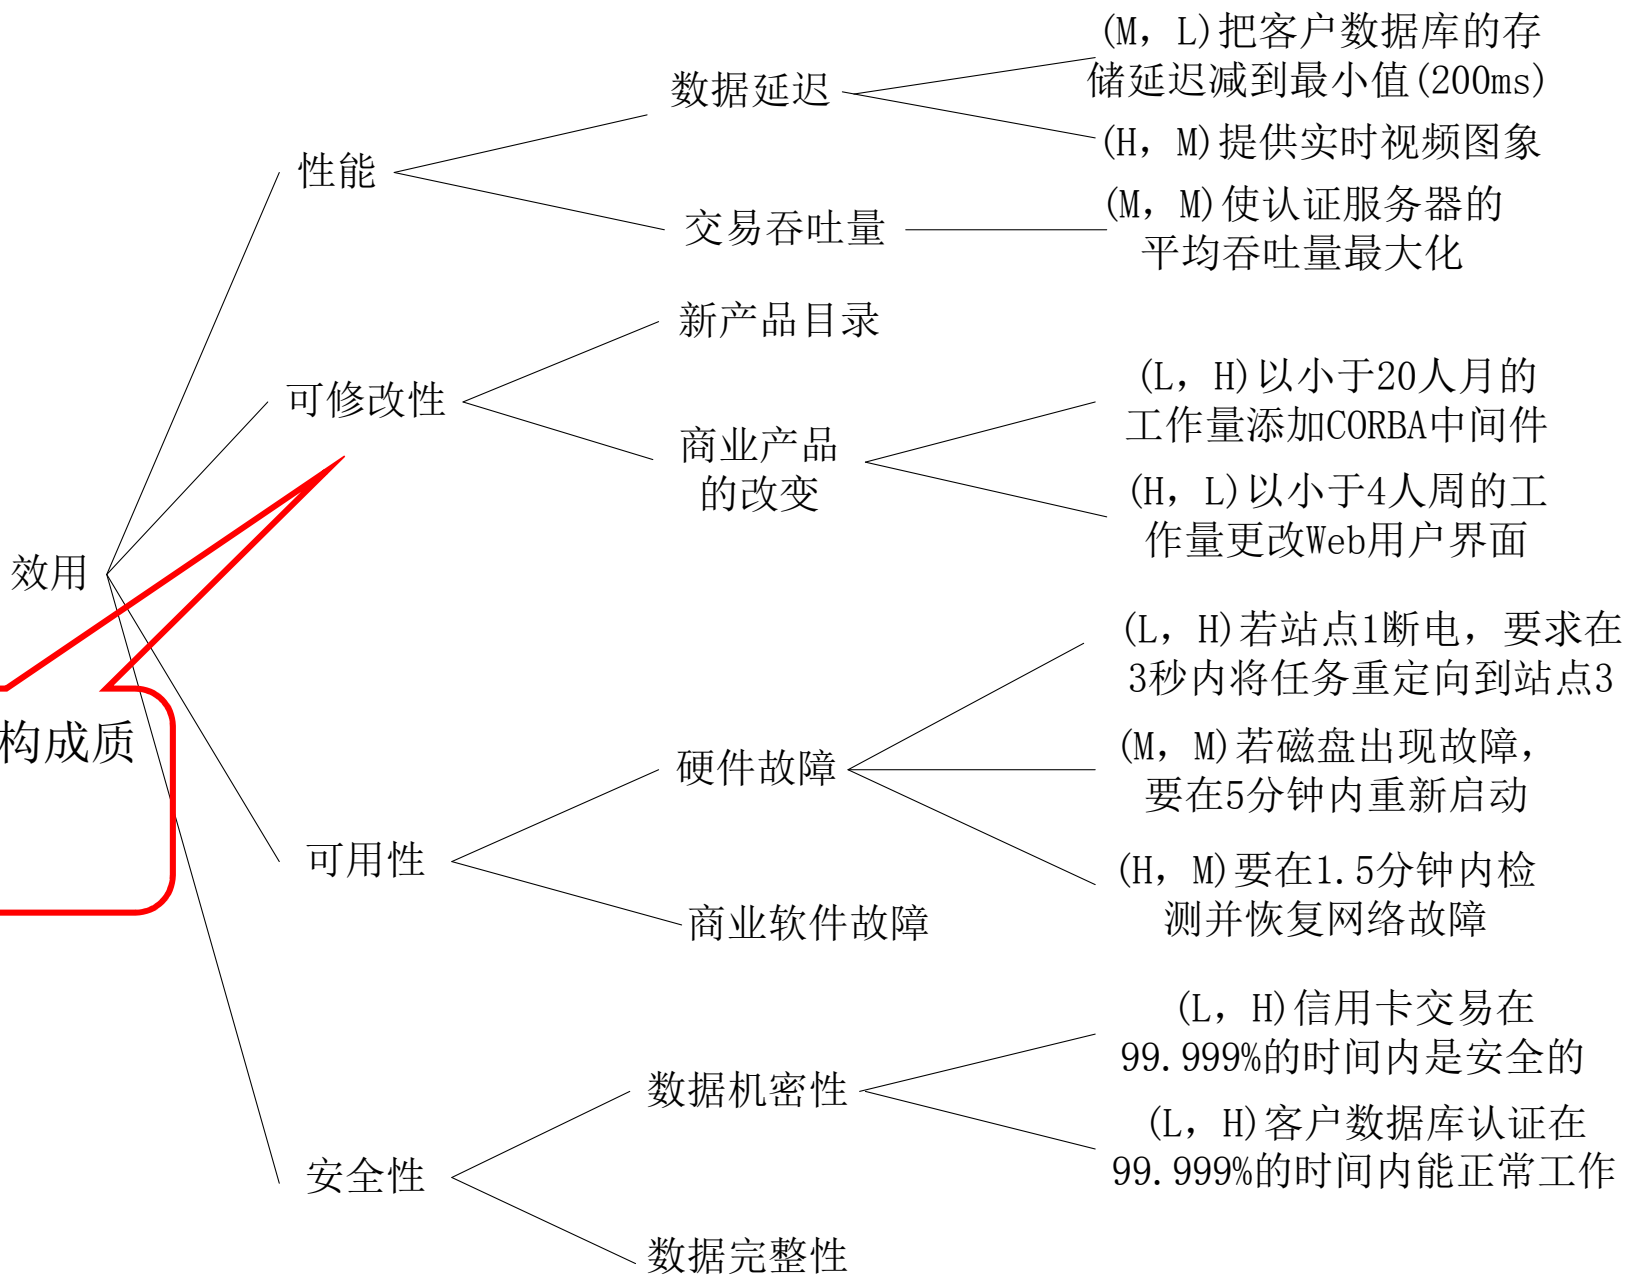 (M, L)把客户数据库的存
储延迟减到最小值(200ms)
数据延迟
(H, M)提供实时视频图象
性能
(M, M)使认证服务器的
平均吞吐量最大化
交易吞吐量
新产品目录
(L, H)以小于20人月的
工作量添加CORBA中间件
可修改性
商业产品
的改变
(H, L)以小于4人周的工
作量更改Web用户界面
效用
(L, H)若站点1断电，要求在
3秒内将任务重定向到站点3
构成质
硬件故障
(M, M)若磁盘出现故障，
要在5分钟内重新启动
可用性
(H, M)要在1.5分钟内检
测并恢复网络故障
商业软件故障
(L, H)信用卡交易在
99.999%的时间内是安全的
数据机密性
(L, H)客户数据库认证在
99.999%的时间内能正常工作
安全性
数据完整性